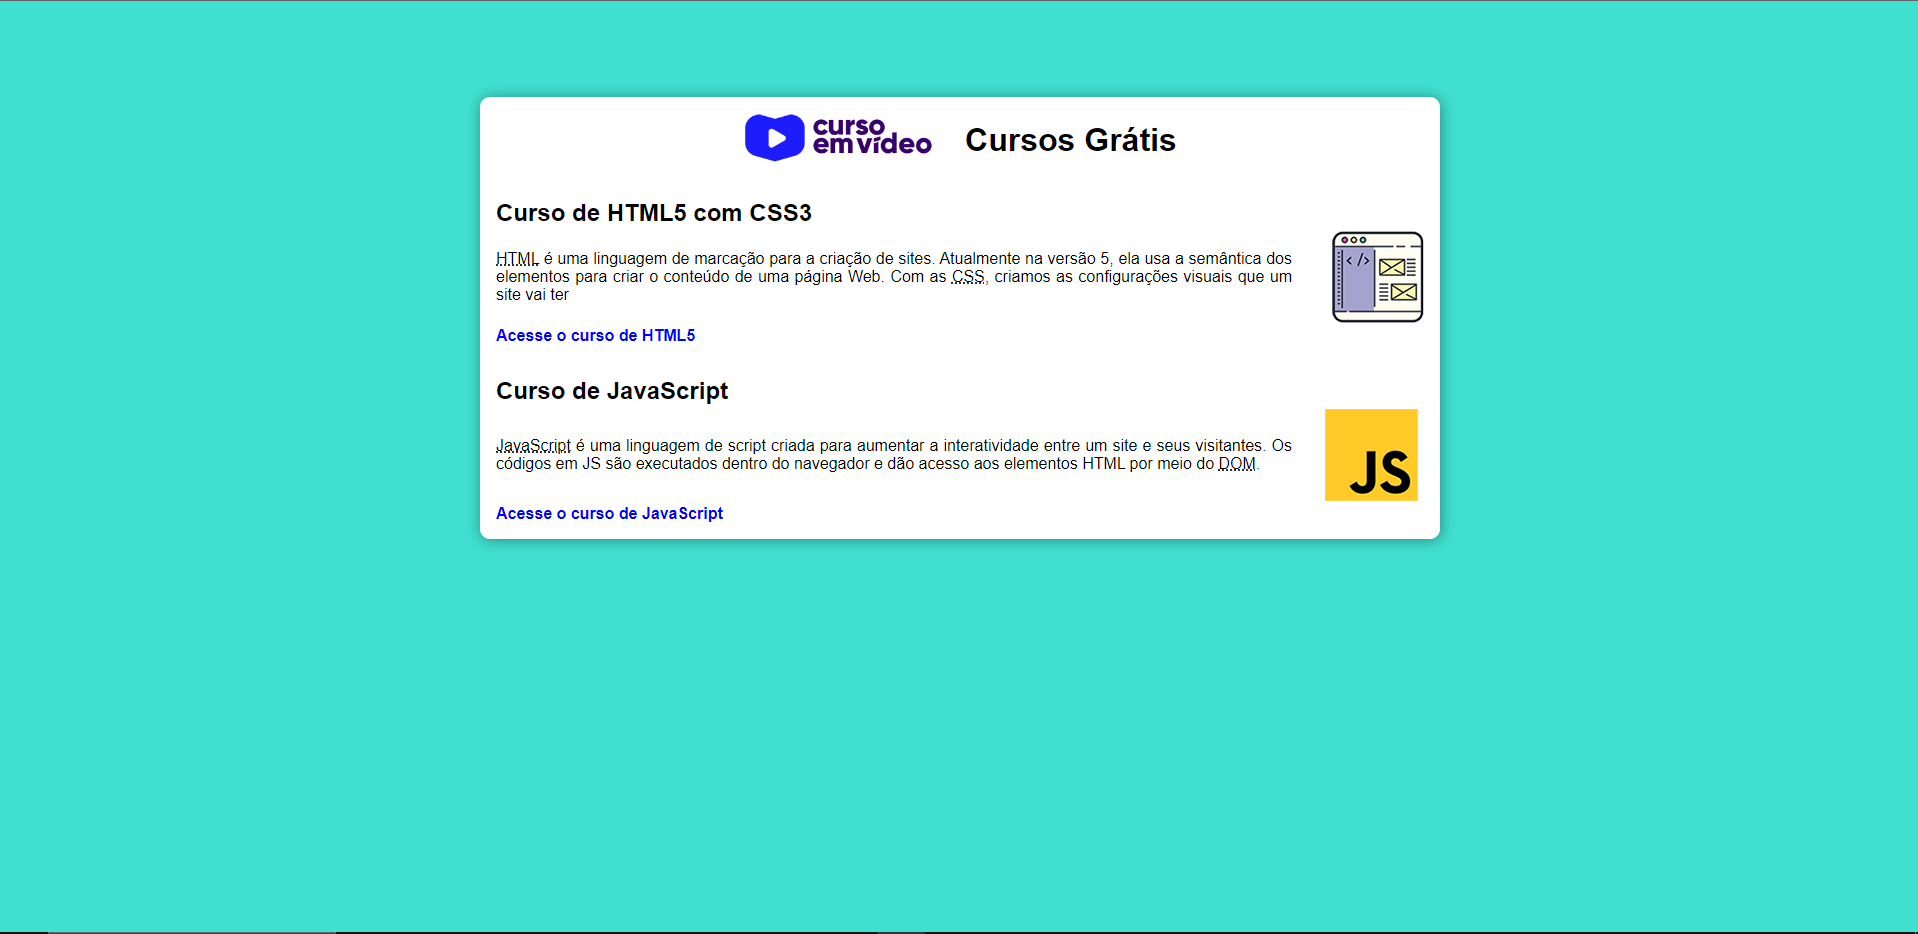 curso
em vídeo
Cursos Grátis
Curso de HTML5 com CSS3
HTML é uma linguagem de marcação para a criação de sites. Atualmente na versão 5, ela usa a semântica dos
elementos para criar o conteúdo de uma página Web. Com as CSS, criamos as configurações visuais que um
site vai ter
</>
Acesse o curso de HTML5
Curso de JavaScript
JavaScript é uma linguagem de script criada para aumentar a interatividade entre um site e seus visitantes. Os
códigos em JS são executados dentro do navegador e dão acesso aos elementos HTML por meio do DOM.
JS
Acesse o curso de JavaScript